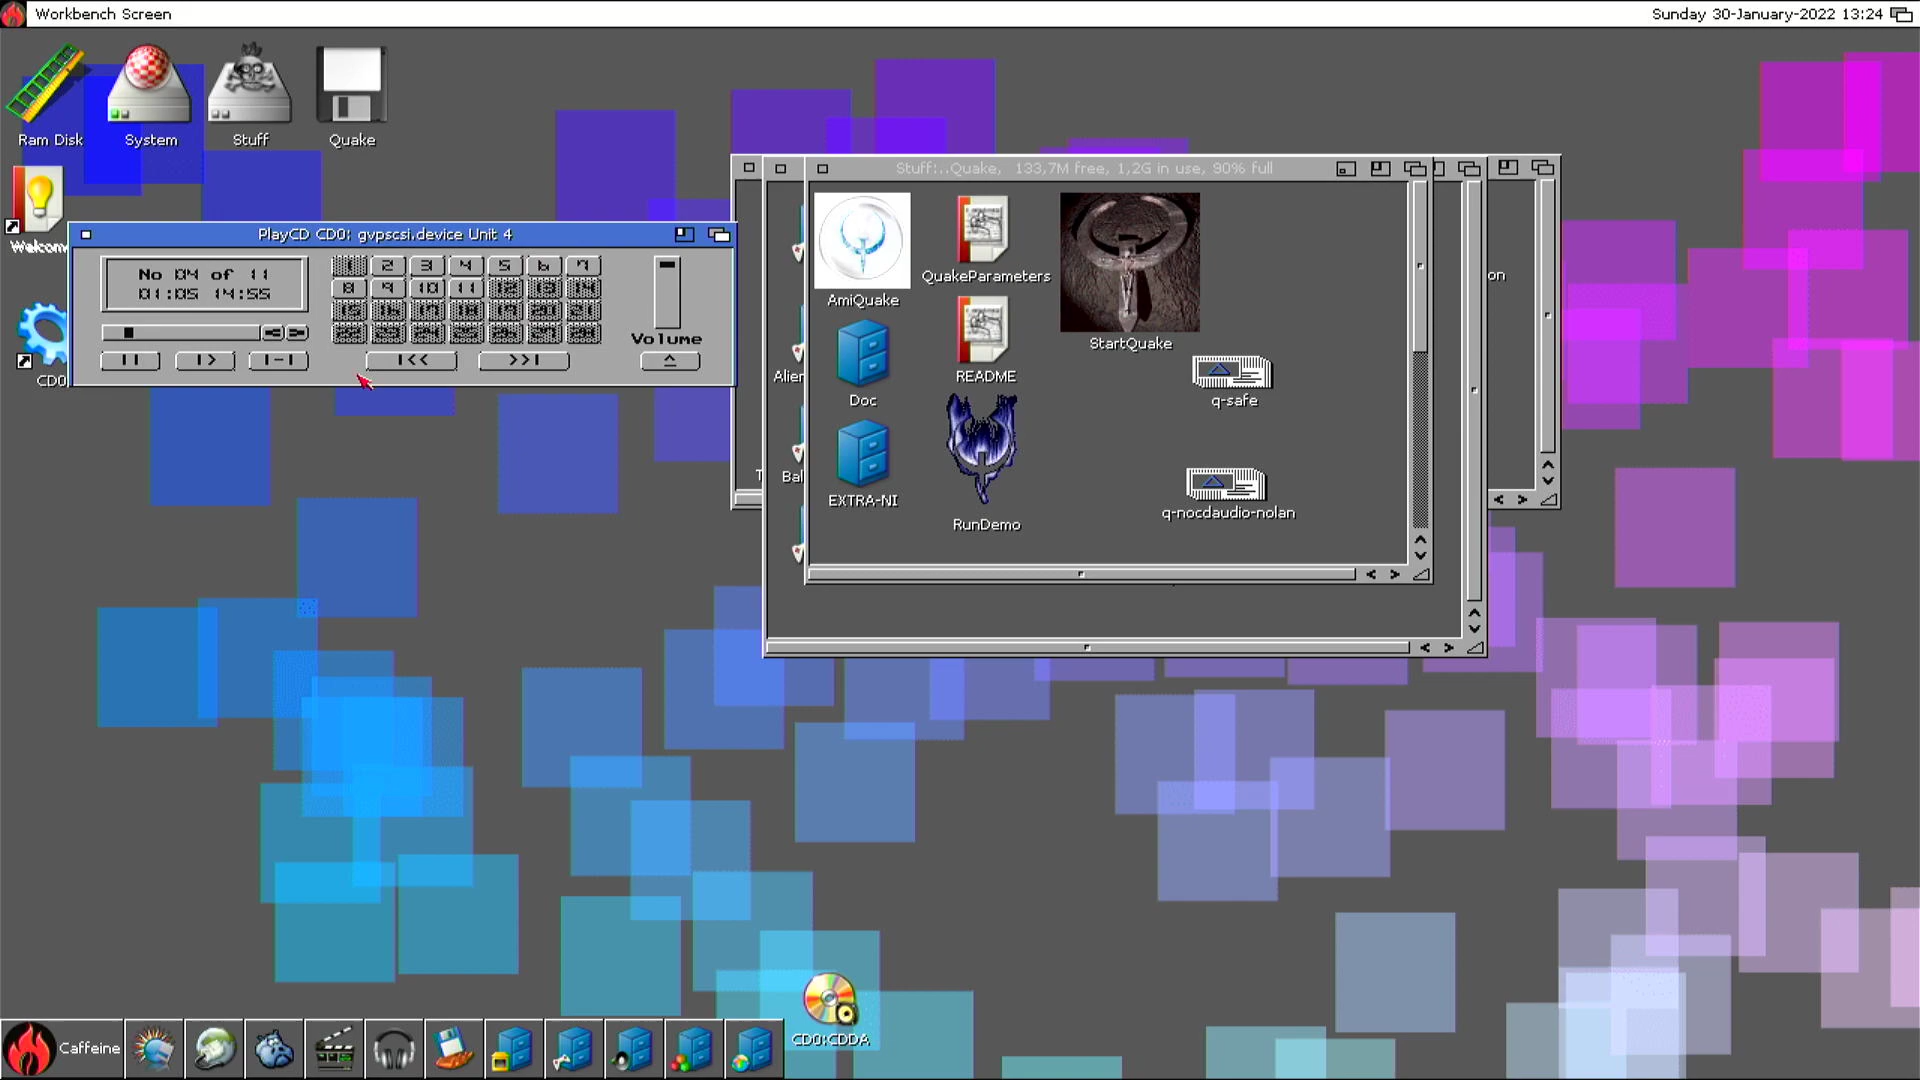 Workbench Screen
Sunday 30-January-2022 13:24
Ram Disk
System
Stuff
Quake
Welcom
CD0
PlayCD CD0: gvpscsi.device Unit 4
No 04 of 11
01:05 14:55
1 2 3 4 5 6 7
8 9 10 11 12 13 14
15 16 17 18 19 20 21
22 23 24 25 26 27 28
Volume
Stuff:..Quake, 133,7M free, 1,2G in use, 90% full
AmiQuake
QuakeParameters
StartQuake
Doc
README
q-safe
EXTRA-NI
RunDemo
q-nocdaudio-nolan
on
Alien
Bal
T
CD0:CDDA
Caffeine